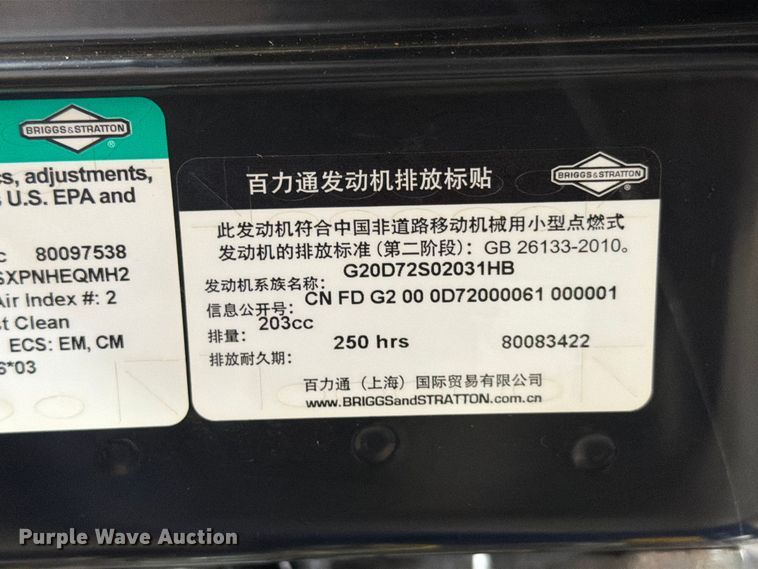 BRIGGS&STRATTON
®
adjustments,
U.S. EPA and
80097538
SXPNHEQMH2
Air Index #: 2
Clean
ECS: EM, CM
*03
百力通发动机排放标贴
BRIGGS&STRATTON
®
此发动机符合中国非道路移动机械用小型点燃式
发动机的排放标准（第二阶段）: GB 26133-2010。
发动机系族名称: G20D72S02031HB
信息公开号: CN FD G2 00 0D72000061 000001
排量: 203cc
排放耐久期: 250 hrs 80083422
百力通（上海）国际贸易有限公司
www.BRIGGSandSTRATTON.com.cn
Purple Wave Auction